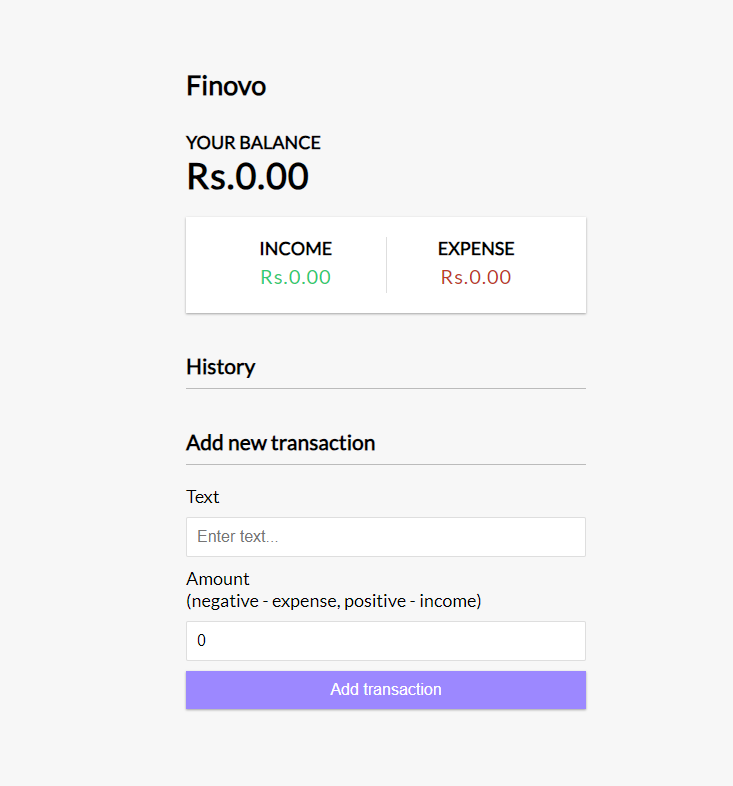 Finovo
YOUR BALANCE
Rs.0.00
INCOME
Rs.0.00
EXPENSE
Rs.0.00
History
Add new transaction
Text
Enter text...
Amount
(negative - expense, positive - income)
0
Add transaction